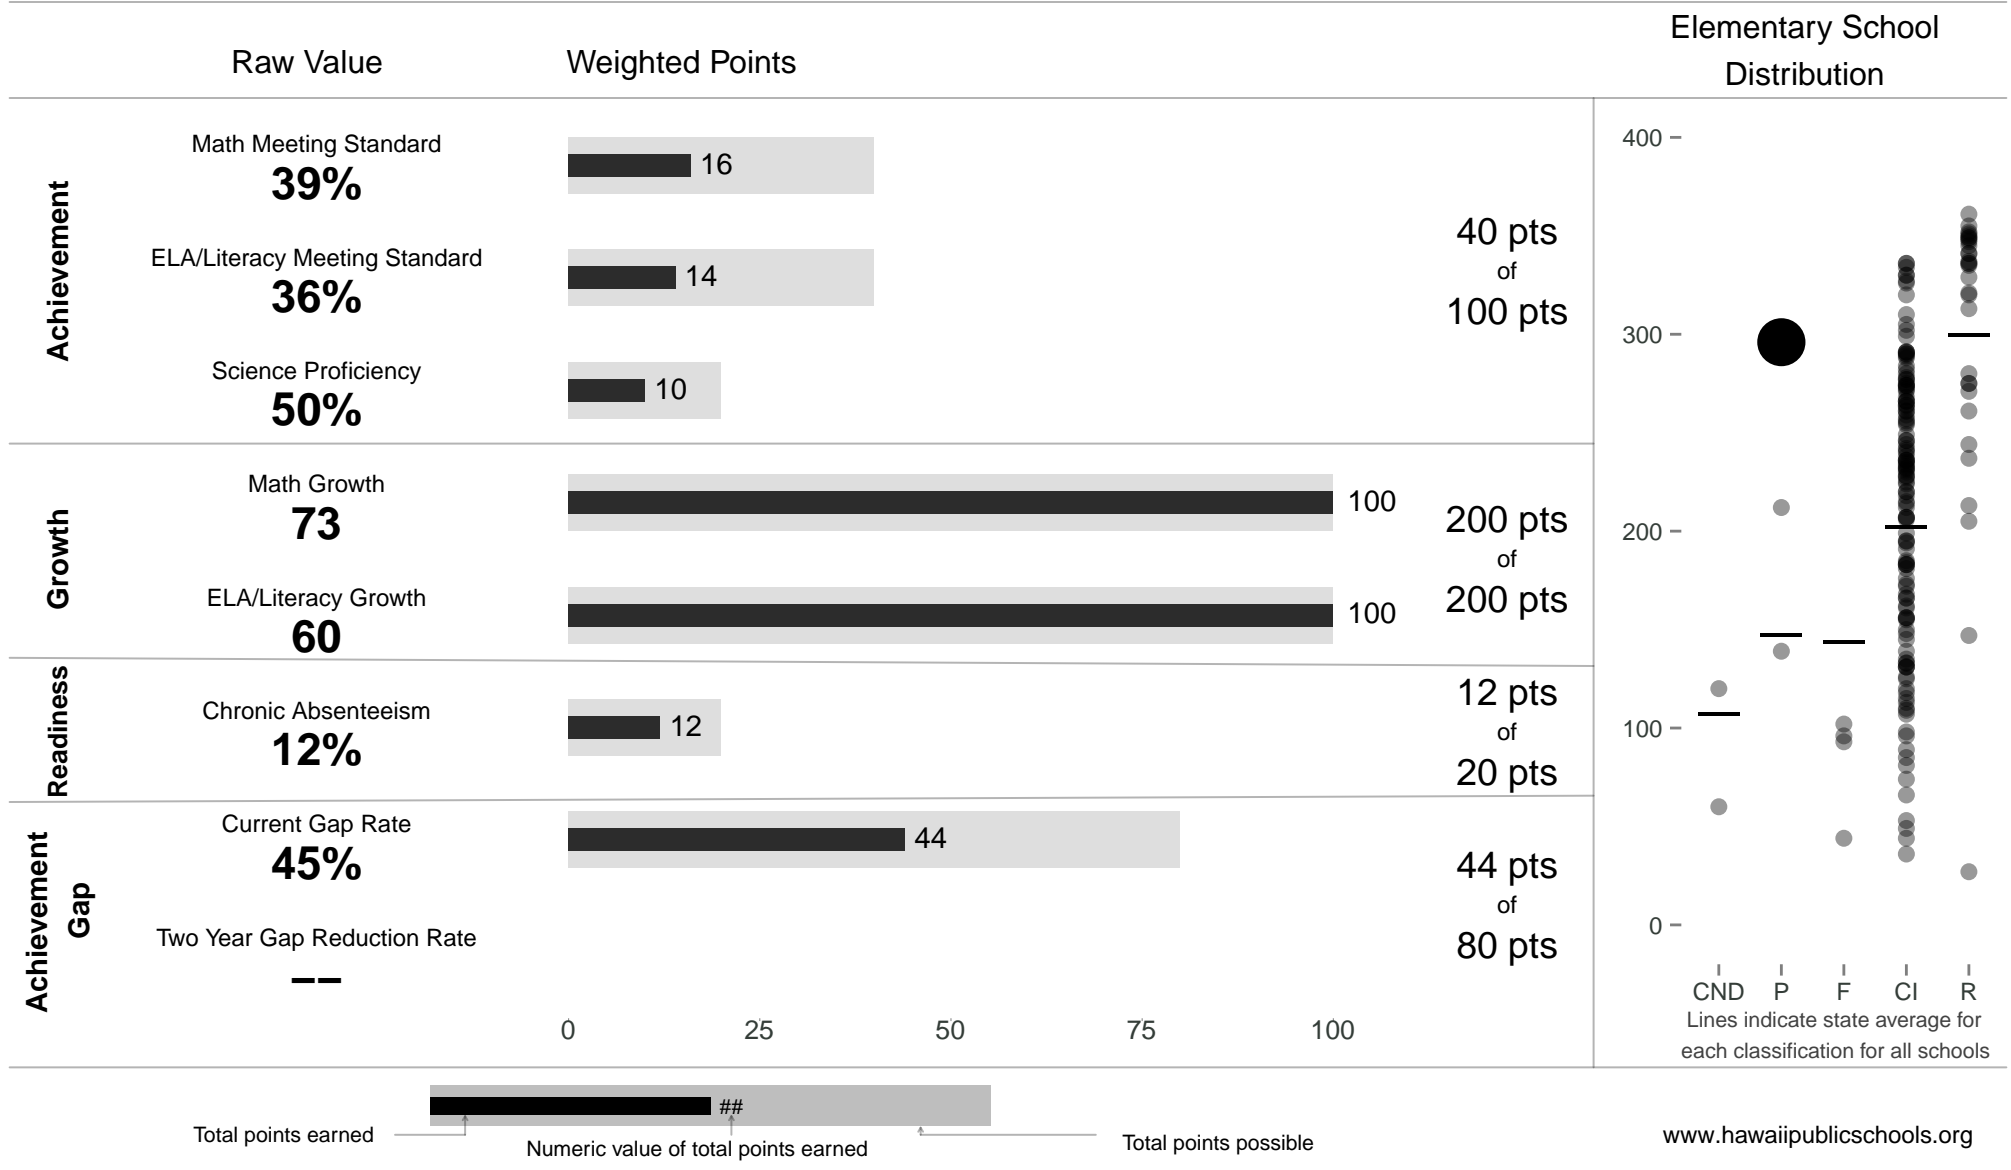 Raw Value
Weighted Points
Elementary School
Distribution
Achievement
Math Meeting Standard
39%
16
ELA/Literacy Meeting Standard
36%
14
Science Proficiency
50%
10
40 pts
of
100 pts
Growth
Math Growth
73
100
ELA/Literacy Growth
60
100
200 pts
of
200 pts
Readiness
Chronic Absenteeism
12%
12
12 pts
of
20 pts
Achievement
Gap
Current Gap Rate
45%
44
Two Year Gap Reduction Rate
––
44 pts
of
80 pts
0 25 50 75 100
400
300
200
100
0
CND P F CI R
Lines indicate state average for
each classification for all schools
Total points earned
##
Numeric value of total points earned
Total points possible
www.hawaiipublicschools.org